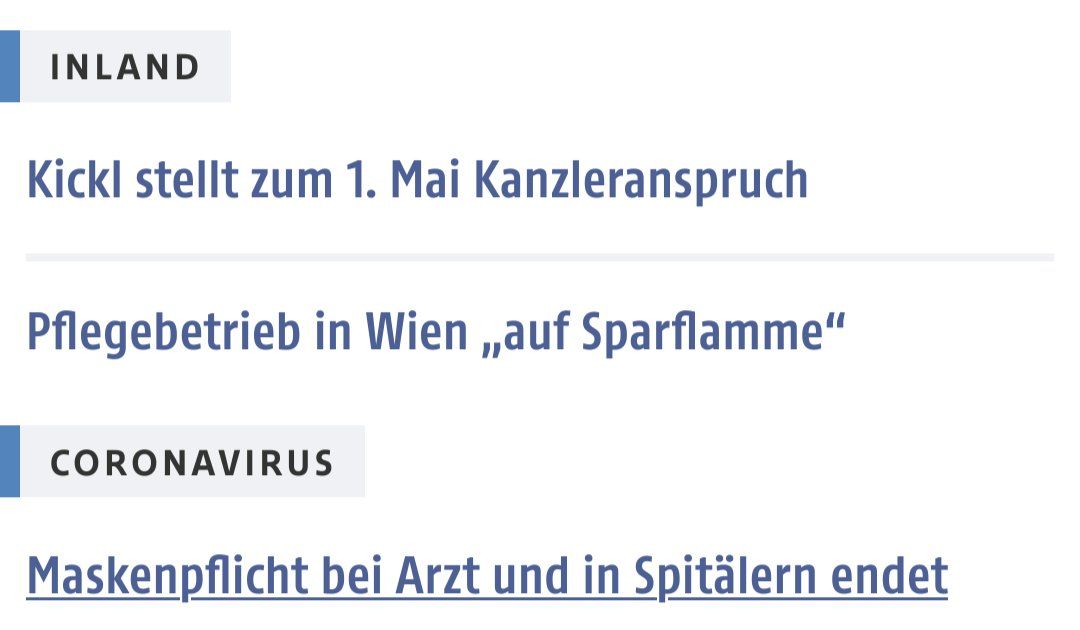 INLAND
Kickl stellt zum 1. Mai Kanzleranspruch
Pflegebetrieb in Wien „auf Sparflamme“
CORONAVIRUS
Maskenpflicht bei Arzt und in Spitälern endet